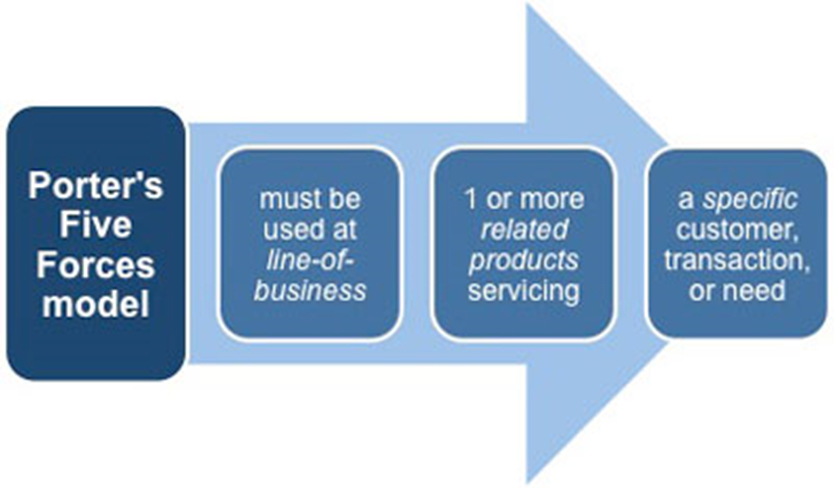 Porter's
Five
Forces
model
must be
used at
line-of-
business
1 or more
related
products
servicing
a specific
customer,
transaction,
or need